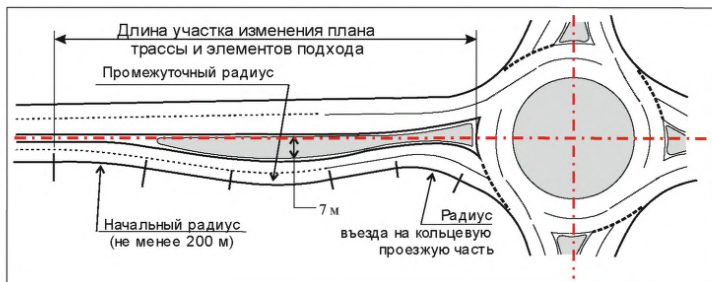 Длина участка изменения плана
трассы и элементов подхода
Промежуточный радиус
7 м
Начальный радиус
(не менее 200 м)
Радиус
въезда на кольцевую
проезжую часть